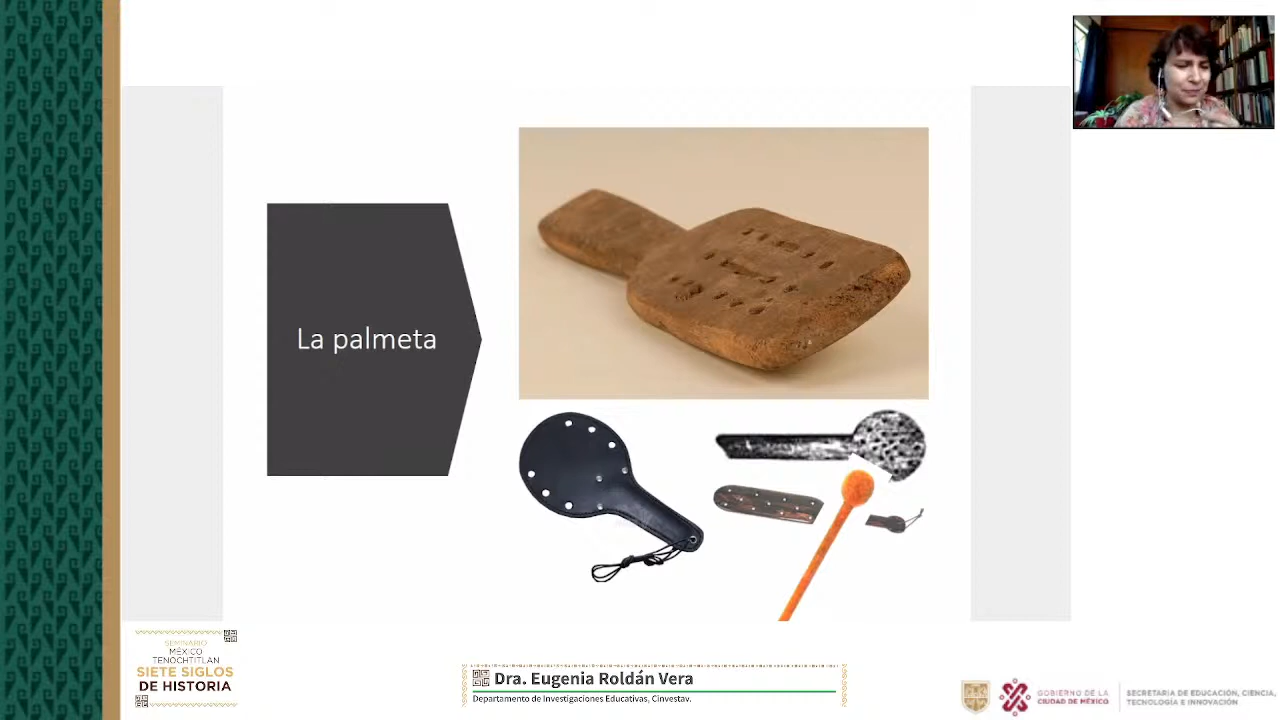 La palmeta
SEMINARIO
MÉXICO
TENOCHTITLAN
SIETE SIGLOS
DE HISTORIA
Dra. Eugenia Roldán Vera
Departamento de Investigaciones Educativas, Cinvestav.
GOBIERNO DE LA
CIUDAD DE MÉXICO
SECRETARÍA DE EDUCACIÓN, CIENCIA,
TECNOLOGÍA E INNOVACIÓN